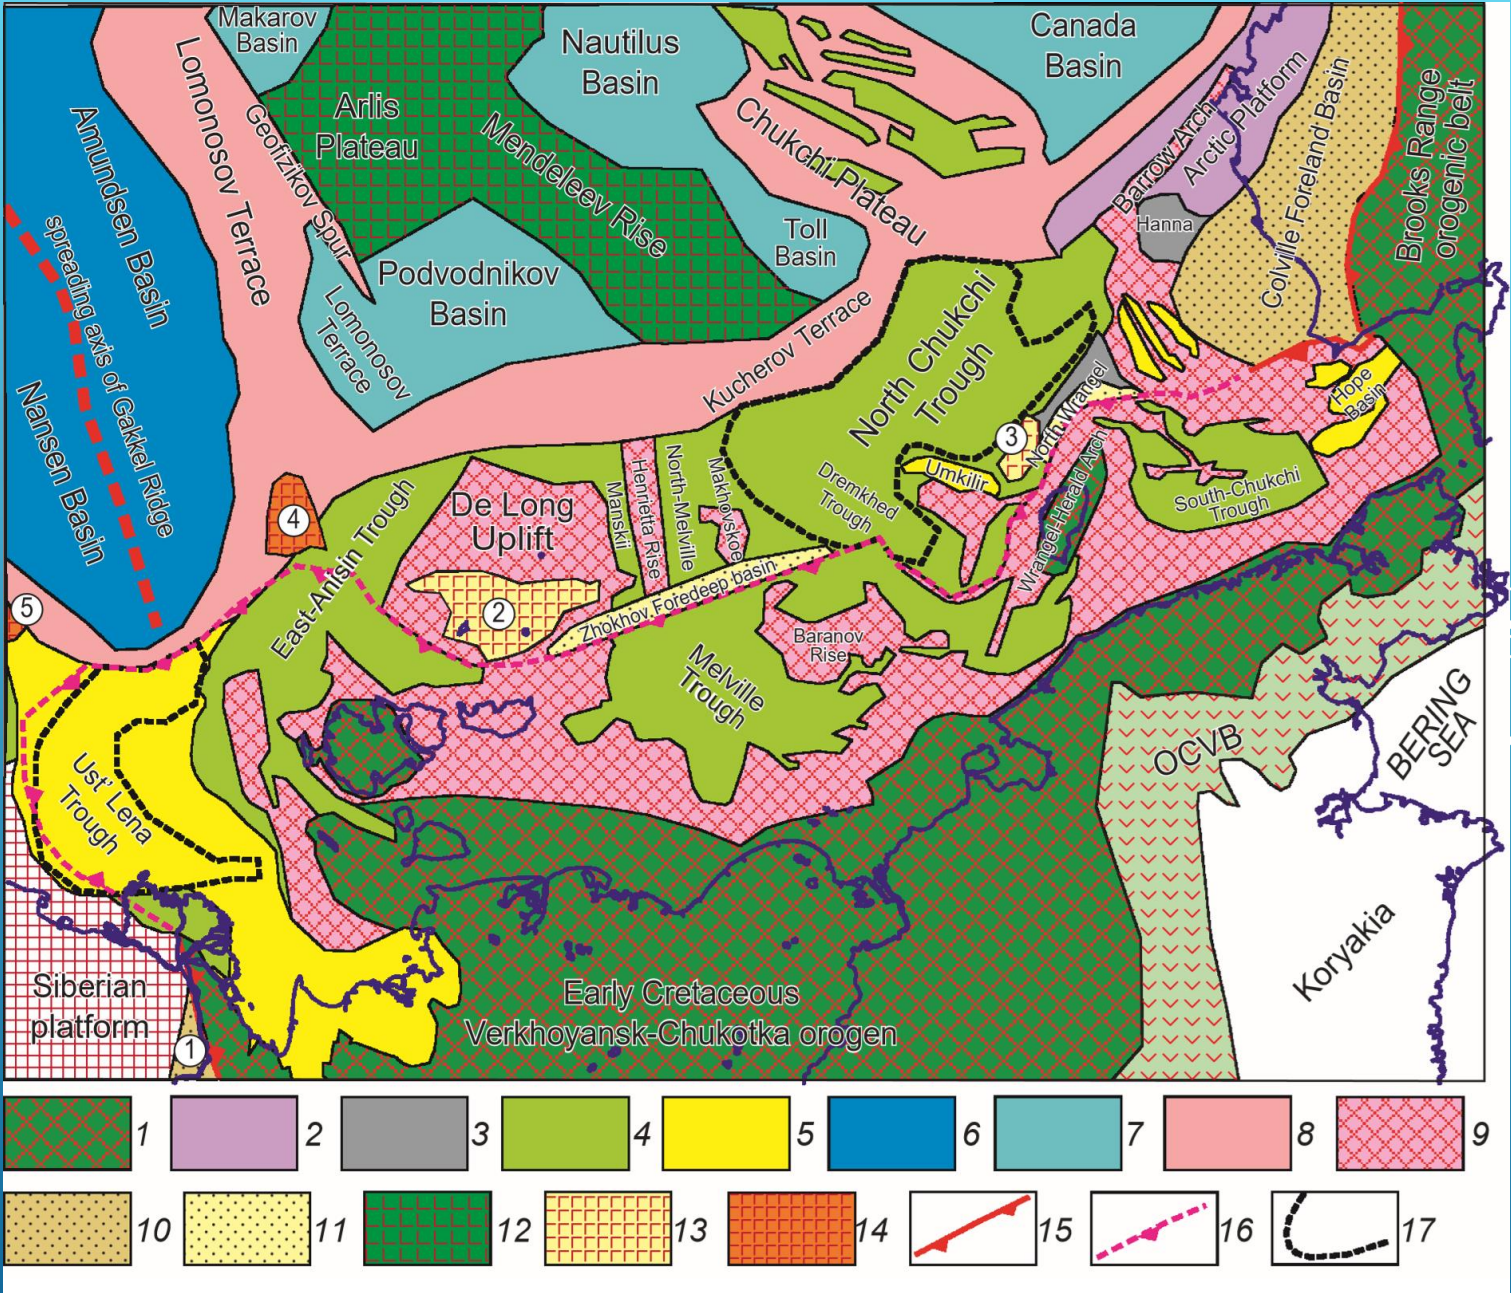 Makarov
Basin
Lomonosov Terrace
Geofizikov Spur
Arlis
Plateau
Mendeleev Rise
Nautilus
Basin
Canada
Basin
Chukchi Plateau
Toll
Basin
Barrow Arch
Arctic Platform
Hanna
Colville Foreland Basin
Brooks Range
orogenic belt
Amundsen Basin
spreading axis of Gakkel Ridge
Nansen Basin
Podvodnikov
Basin
Lomonosov
Terrace
Kucherov Terrace
North Chukchi
Trough
North Wrangel
Hope
Basin
3
Umkilir
Dremkhed
Trough
Wrangel-Herald Arch
South-Chukchi
Trough
De Long
Uplift
Manskii
Henrietta Rise
North-Melville
Makhovskoe
4
East-Anisin Trough
2
Zhokhov Foredeep basin
Baranov
Rise
Melville
Trough
5
Ust' Lena
Trough
OCVB
BERING
SEA
Koryakia
Siberian
platform
1
Early Cretaceous
Verkhoyansk-Chukotka orogen
1 2 3 4 5 6 7 8 9
10 11 12 13 14 15 16 17